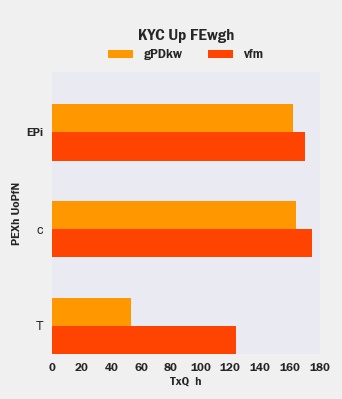 KYC Up FEwgh
gPDkw vfm
PEXh UoPfN
EPi
c
T
0 20 40 60 80 100 120 140 160 180
TxQ h